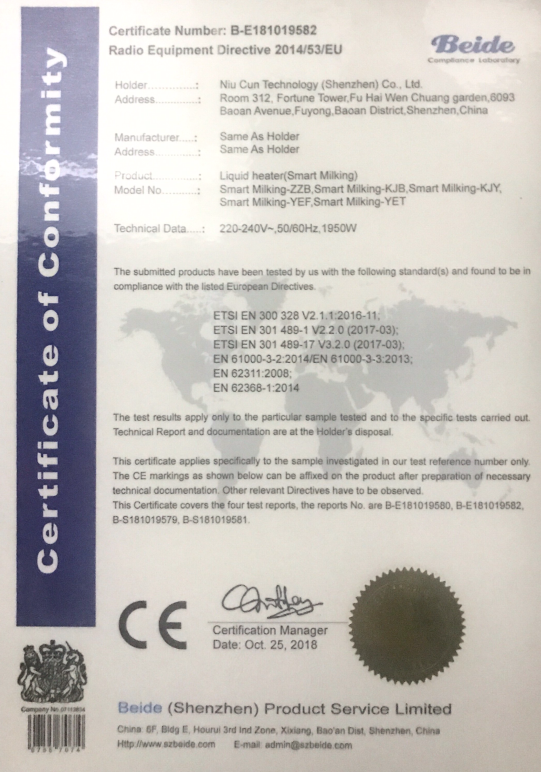 Certificate of Conformity
Certificate Number: B-E181019582
Radio Equipment Directive 2014/53/EU
Beide
Compliance Laboratory
Holder..............: Niu Cun Technology (Shenzhen) Co., Ltd.
Address............: Room 312, Fortune Tower,Fu Hai Wen Chuang garden,6093
Baoan Avenue,Fuyong,Baoan District,Shenzhen,China
Manufacturer.....: Same As Holder
Address............: Same As Holder
Product............: Liquid heater(Smart Milking)
Model No..........: Smart Milking-ZZB,Smart Milking-KJB,Smart Milking-KJY,
Smart Milking-YEF,Smart Milking-YET
Technical Data.....: 220-240V~,50/60Hz,1950W
The submitted products have been tested by us with the following standard(s) and found to be in
compliance with the listed European Directives.
ETSI EN 300 328 V2.1.1:2016-11;
ETSI EN 301 489-1 V2.2.0 (2017-03);
ETSI EN 301 489-17 V3.2.0 (2017-03);
EN 61000-3-2:2014/EN 61000-3-3:2013;
EN 62311:2008;
EN 62368-1:2014
The test results apply only to the particular sample tested and to the specific tests carried out.
Technical Report and documentation are at the Holder's disposal.
This certificate applies specifically to the sample investigated in our test reference number only.
The CE markings as shown below can be affixed on the product after preparation of necessary
technical documentation. Other relevant Directives have to be observed.
This Certificate covers the four test reports, the reports No. are B-E181019580, B-E181019582,
B-S181019579, B-S181019581.
CE
Certification Manager
Date: Oct. 25, 2018
Company No.
Beide (Shenzhen) Product Service Limited
China: 6F, Bldg E, Hourui 3rd Ind Zone, Xixiang, Bao'an Dist, Shenzhen, China
Http://www.szbeide.com E-mail: admin@szbeide.com